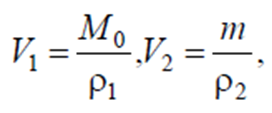 V₁ = M₀/ρ₁, V₂ = m/ρ₂,